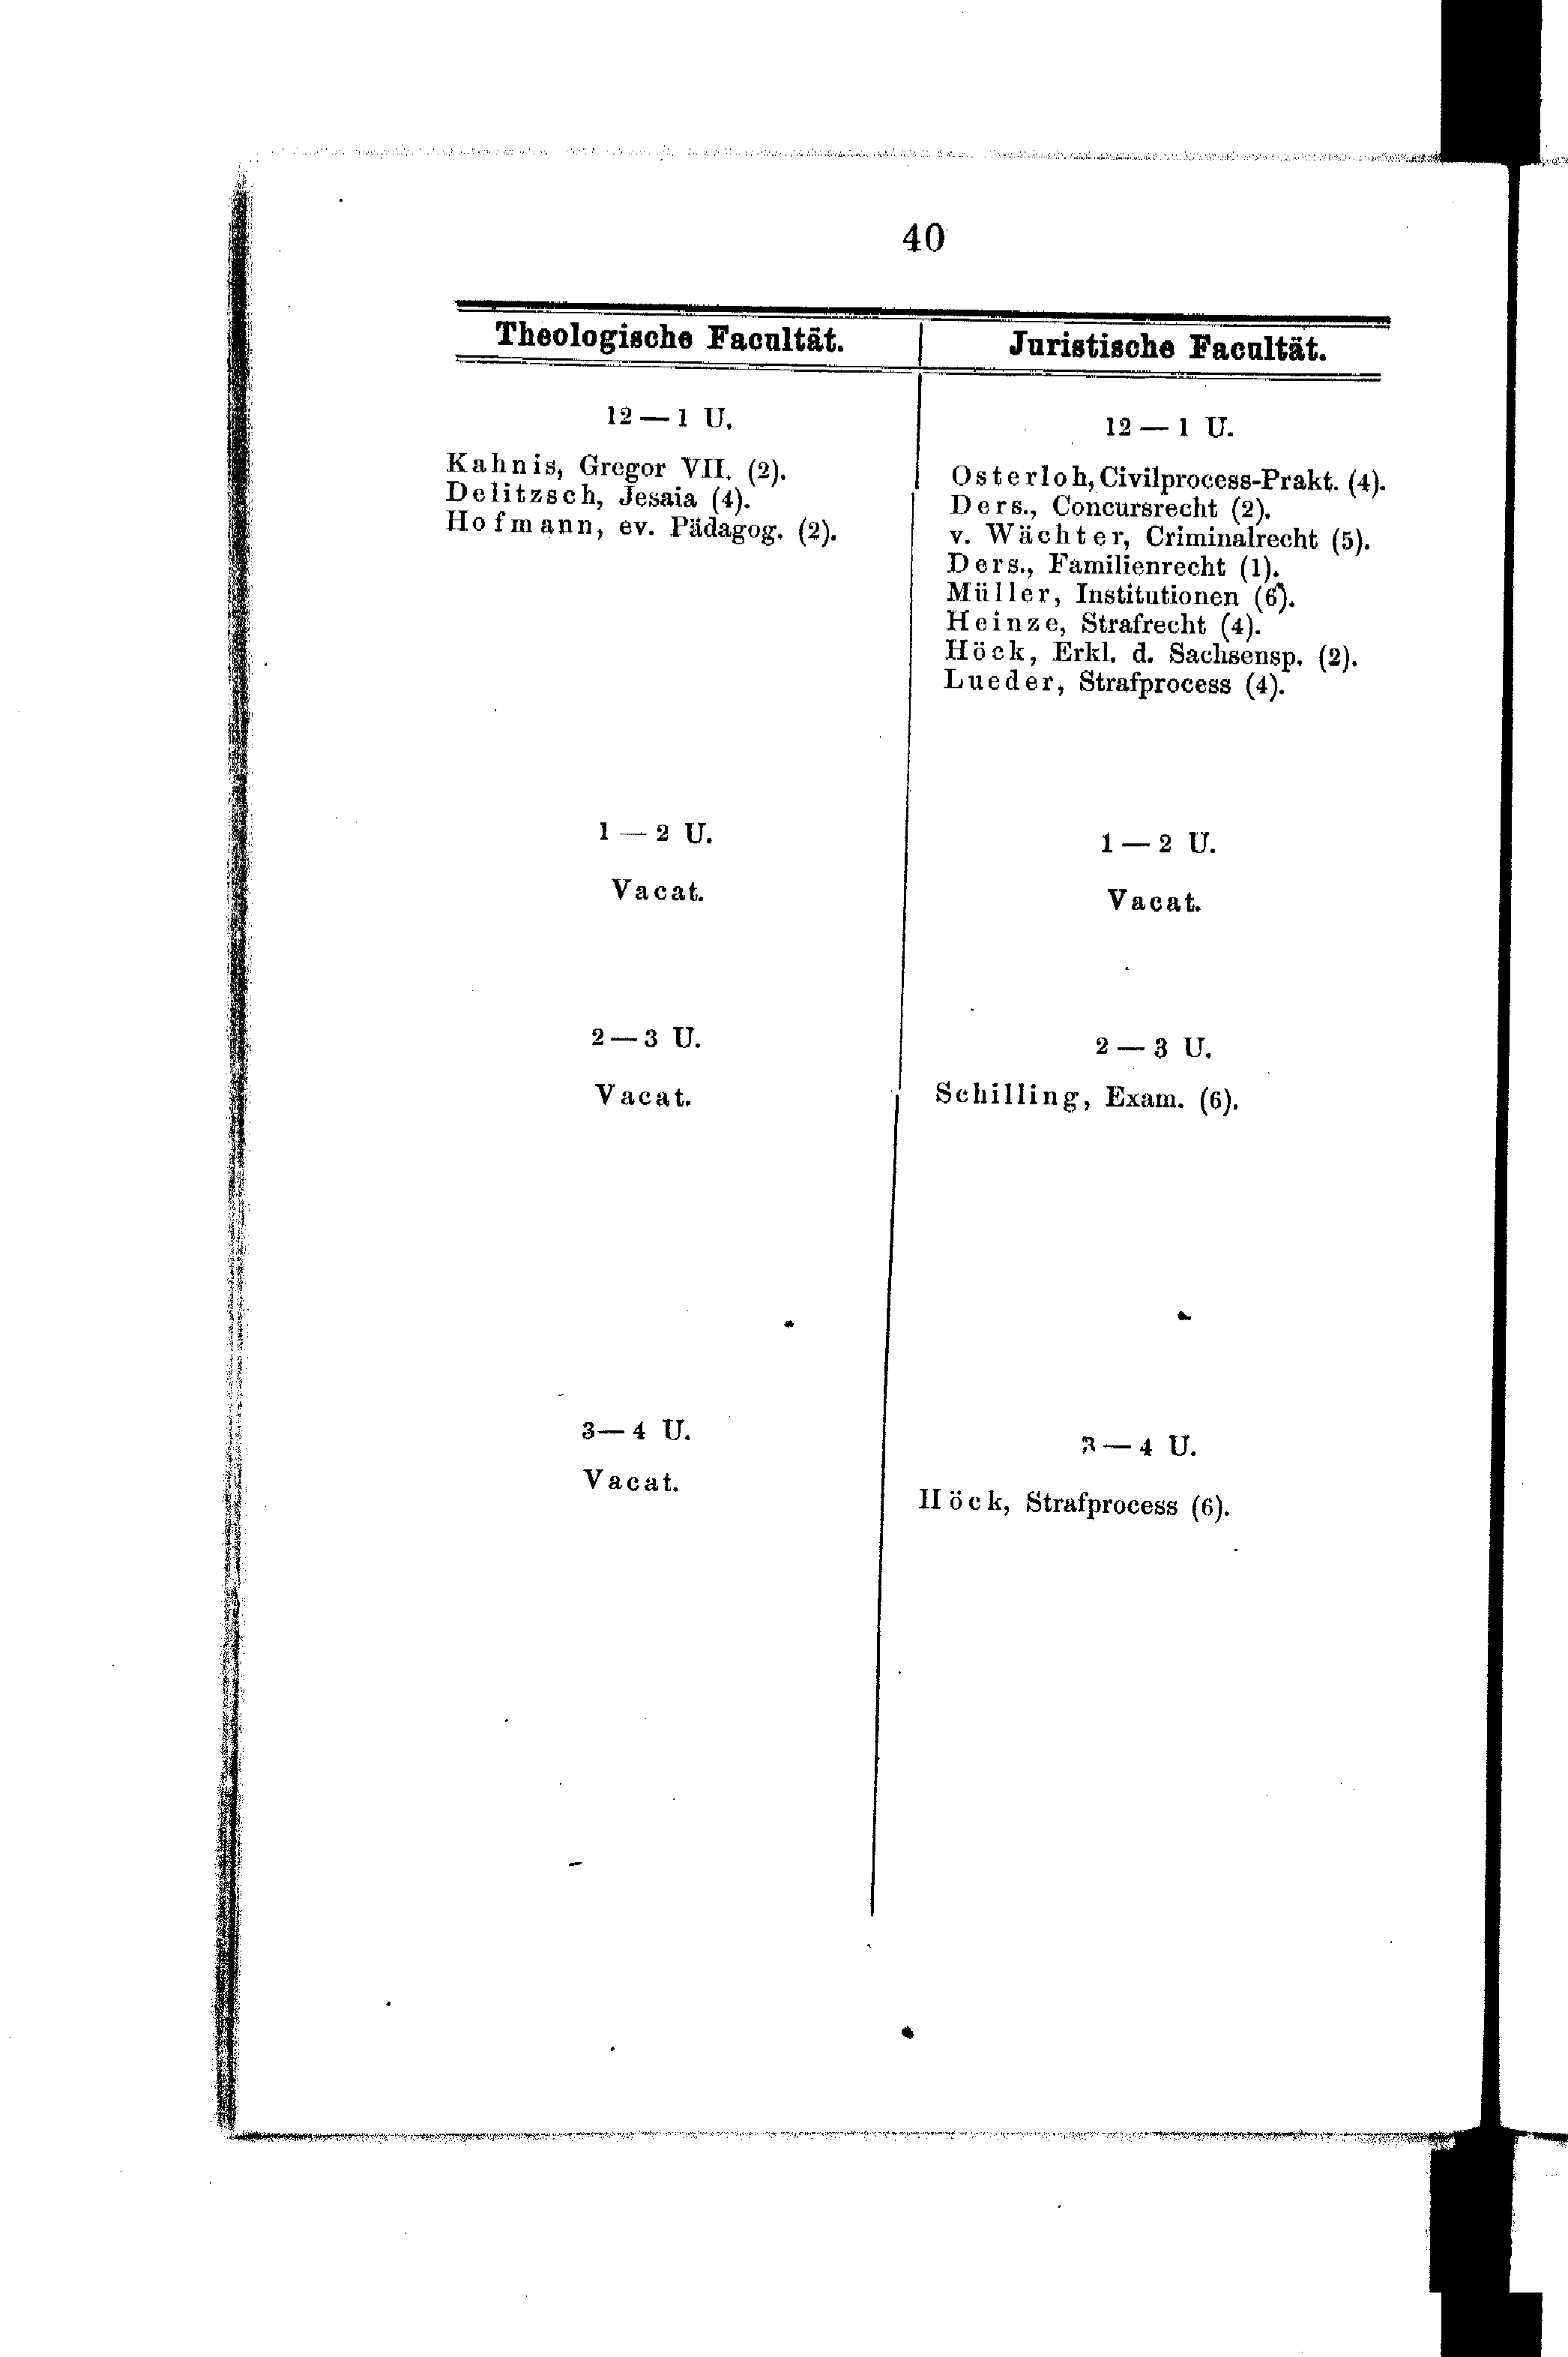 40
Theologische Facultät.
12 — 1 U.
Kahnis, Gregor VII. (2).
Delitzsch, Jesaia (4).
Hofmann, ev. Pädagog. (2).
1 — 2 U.
Vacat.
2 — 3 U.
Vacat.
3 — 4 U.
Vacat.
Juristische Facultät.
12 — 1 U.
Osterloh, Civilprocess-Prakt. (4).
Ders., Concursrecht (2).
v. Wächter, Criminalrecht (5).
Ders., Familienrecht (1).
Müller, Institutionen (6).
Heinze, Strafrecht (4).
Höck, Erkl. d. Sachsensp. (2).
Lueder, Strafprocess (4).
1 — 2 U.
Vacat.
2 — 3 U.
Schilling, Exam. (6).
3 — 4 U.
Höck, Strafprocess (6).